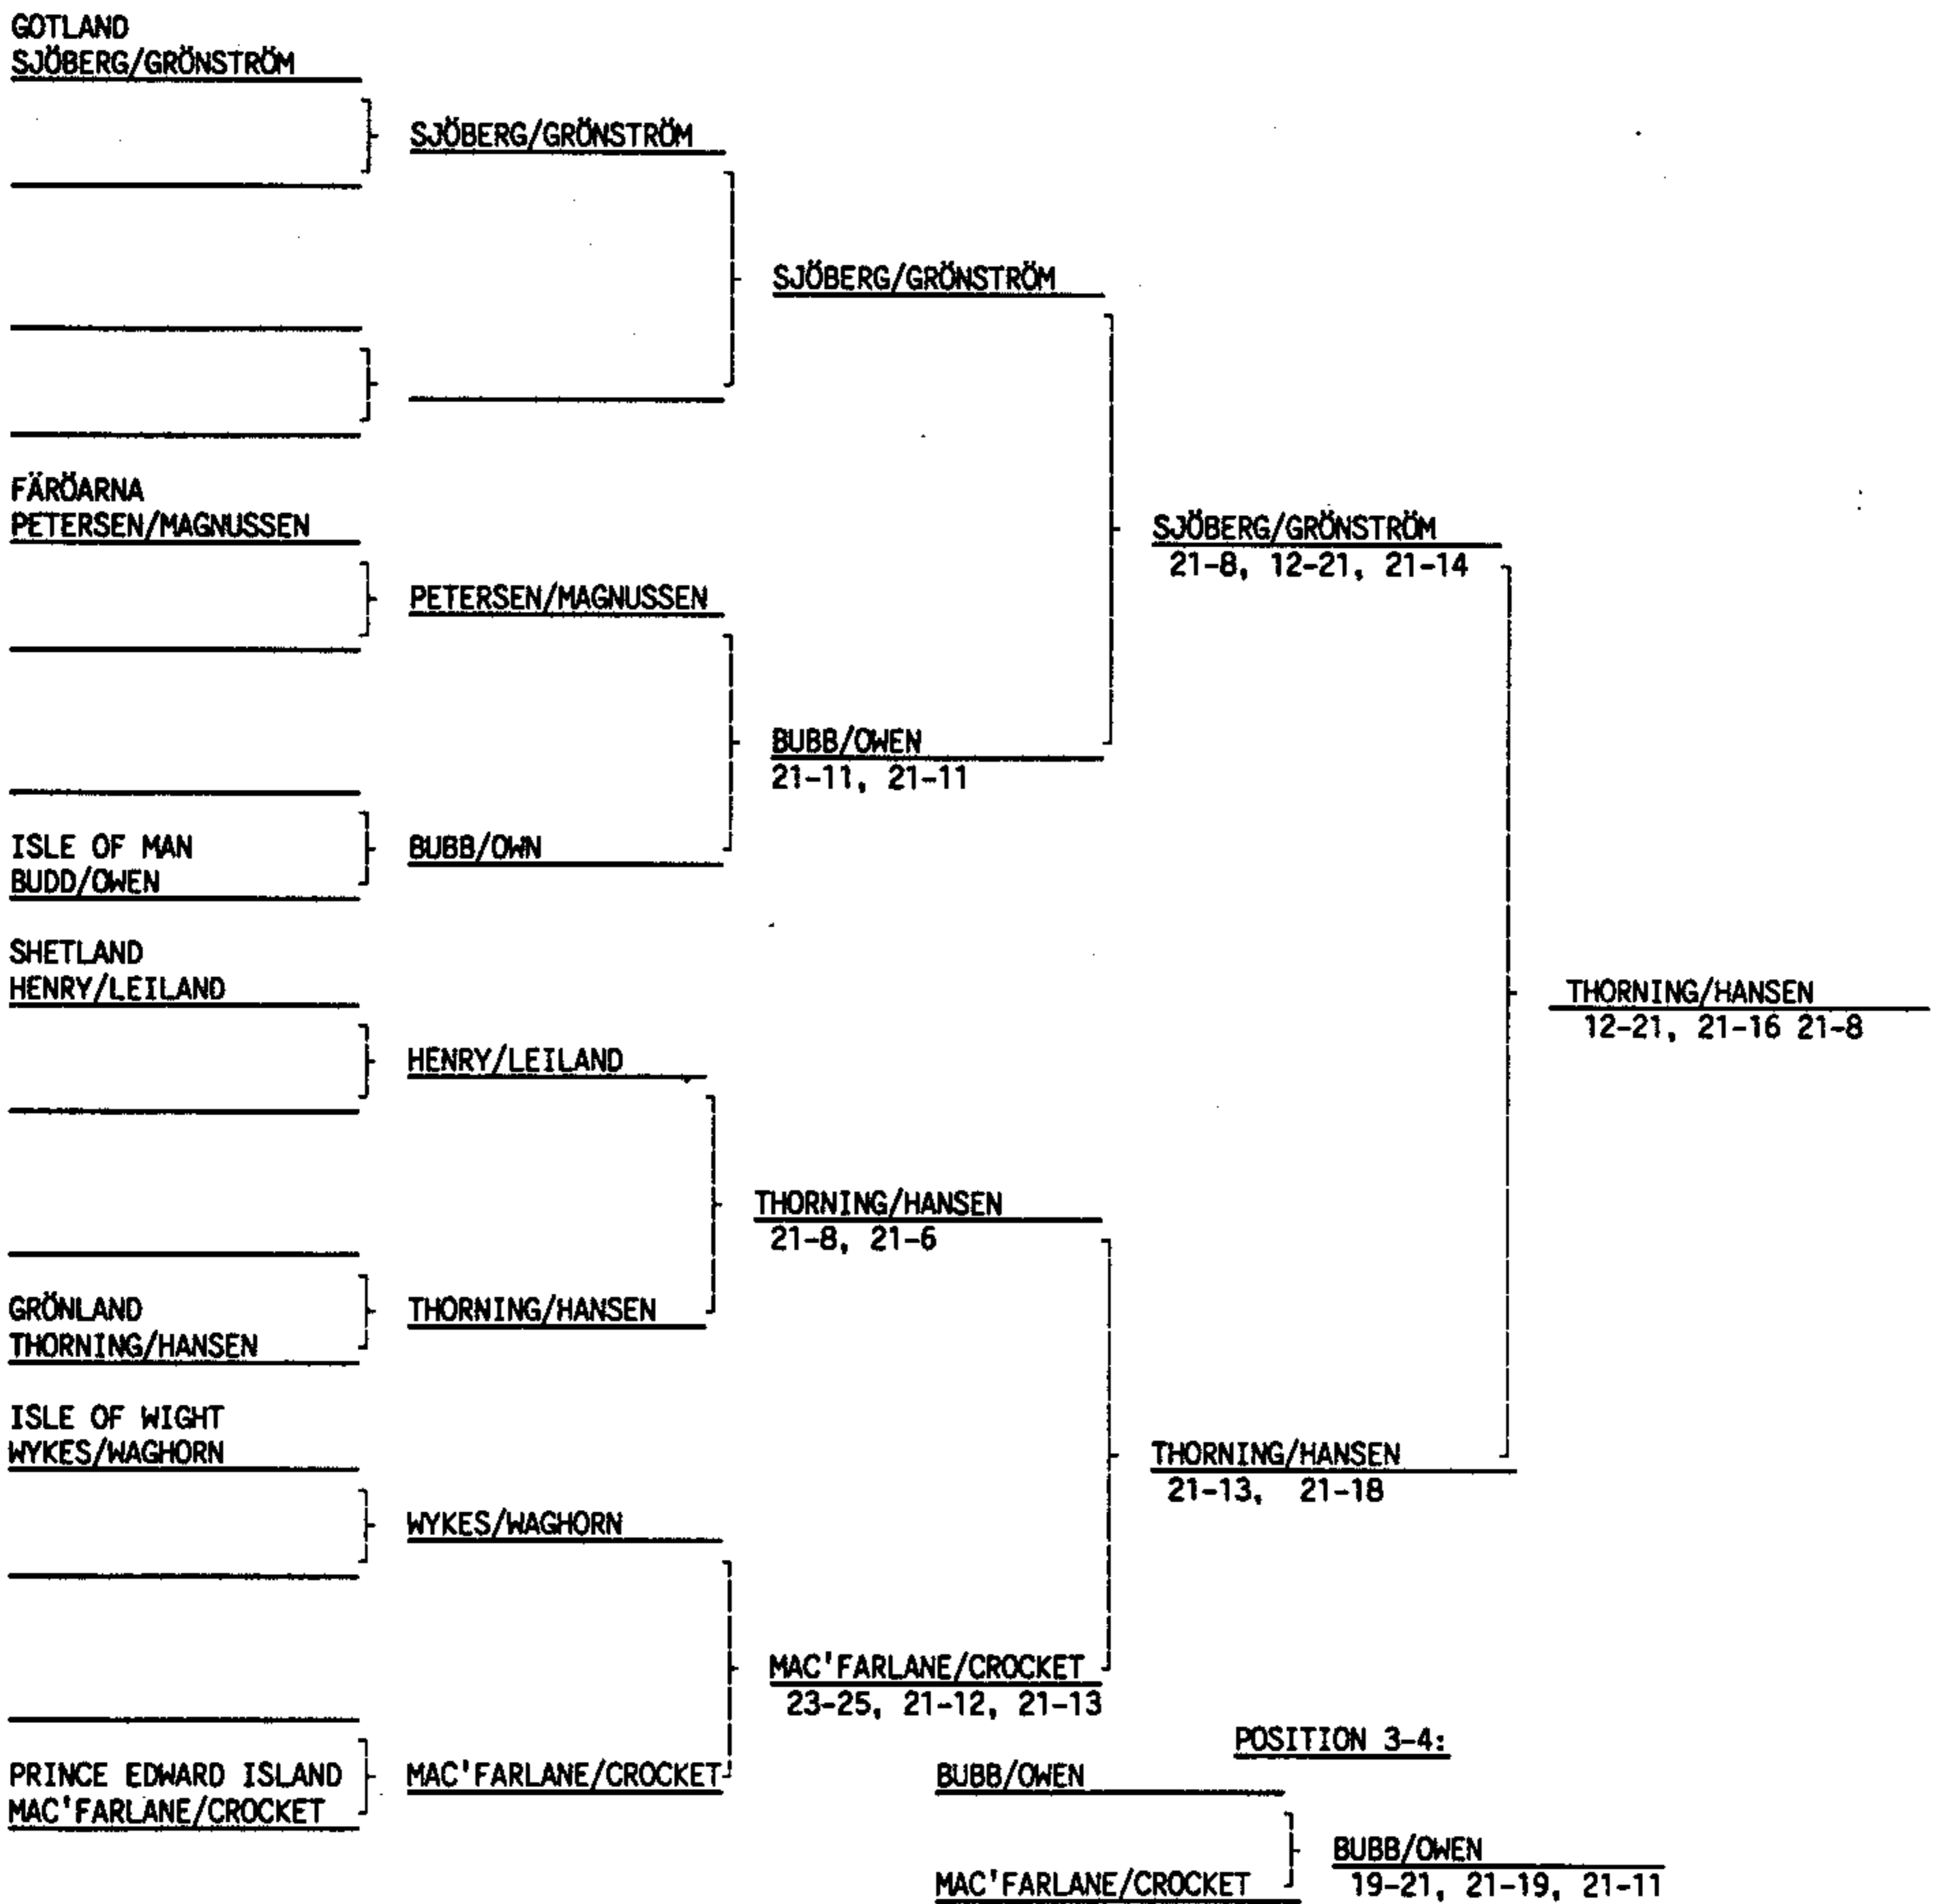 GOTLAND
SJÖBERG/GRÖNSTRÖM
SJÖBERG/GRÖNSTRÖM
SJÖBERG/GRÖNSTRÖM
FÄRÖARNA
PETERSEN/MAGNUSSEN
SJÖBERG/GRÖNSTRÖM
21-8, 12-21, 21-14
PETERSEN/MAGNUSSEN
BUBB/OWEN
21-11, 21-11
ISLE OF MAN
BUDD/OWEN
BUBB/OWN
SHETLAND
HENRY/LEILAND
THORNING/HANSEN
12-21, 21-16 21-8
HENRY/LEILAND
THORNING/HANSEN
21-8, 21-6
GRÖNLAND
THORNING/HANSEN
THORNING/HANSEN
ISLE OF WIGHT
WYKES/WAGHORN
THORNING/HANSEN
21-13, 21-18
WYKES/WAGHORN
MAC'FARLANE/CROCKET
23-25, 21-12, 21-13
PRINCE EDWARD ISLAND
MAC'FARLANE/CROCKET
MAC'FARLANE/CROCKET
POSITION 3-4:
BUBB/OWEN
MAC'FARLANE/CROCKET
BUBB/OWEN
19-21, 21-19, 21-11